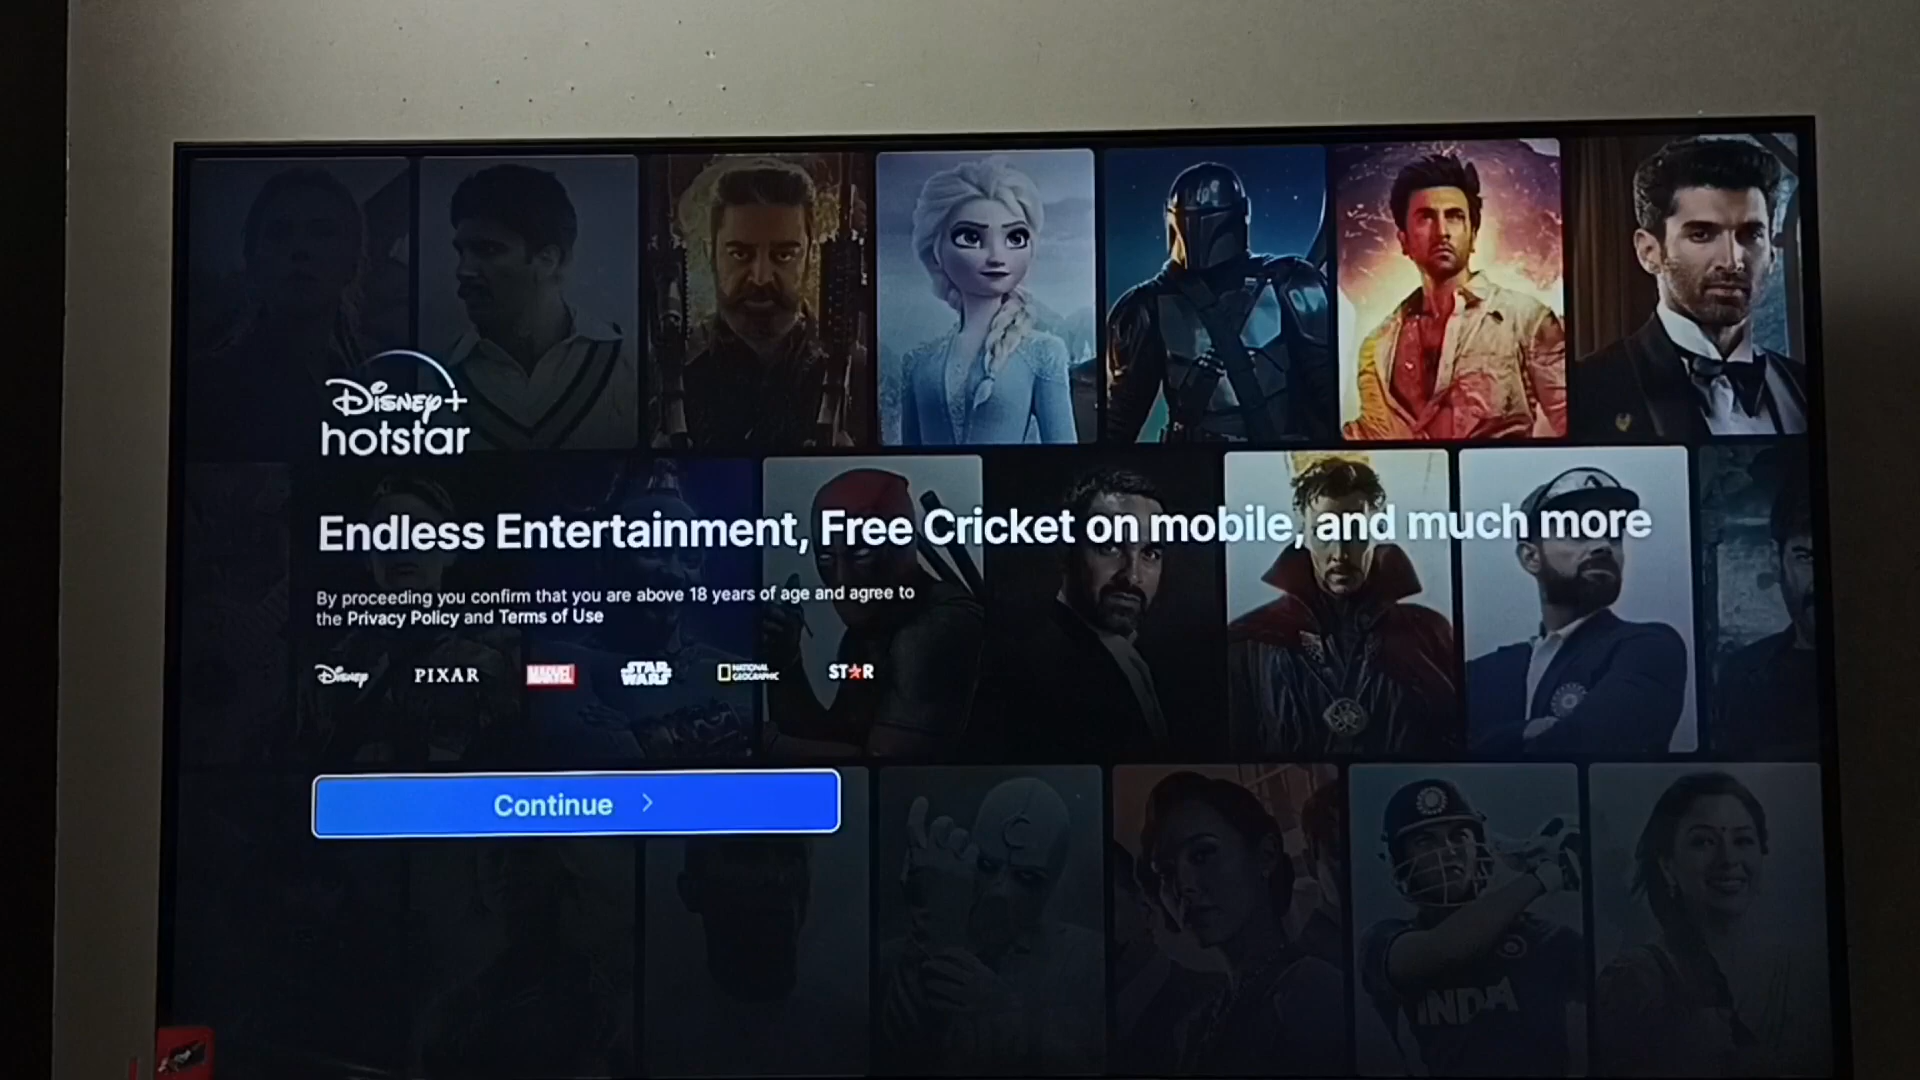 Disney+
hotstar
Endless Entertainment, Free Cricket on mobile, and much more
By proceeding you confirm that you are above 18 years of age and agree to
the Privacy Policy and Terms of Use
Disney PIXAR MARVEL STAR WARS NATIONAL GEOGRAPHIC STAR
Continue >
INDIA